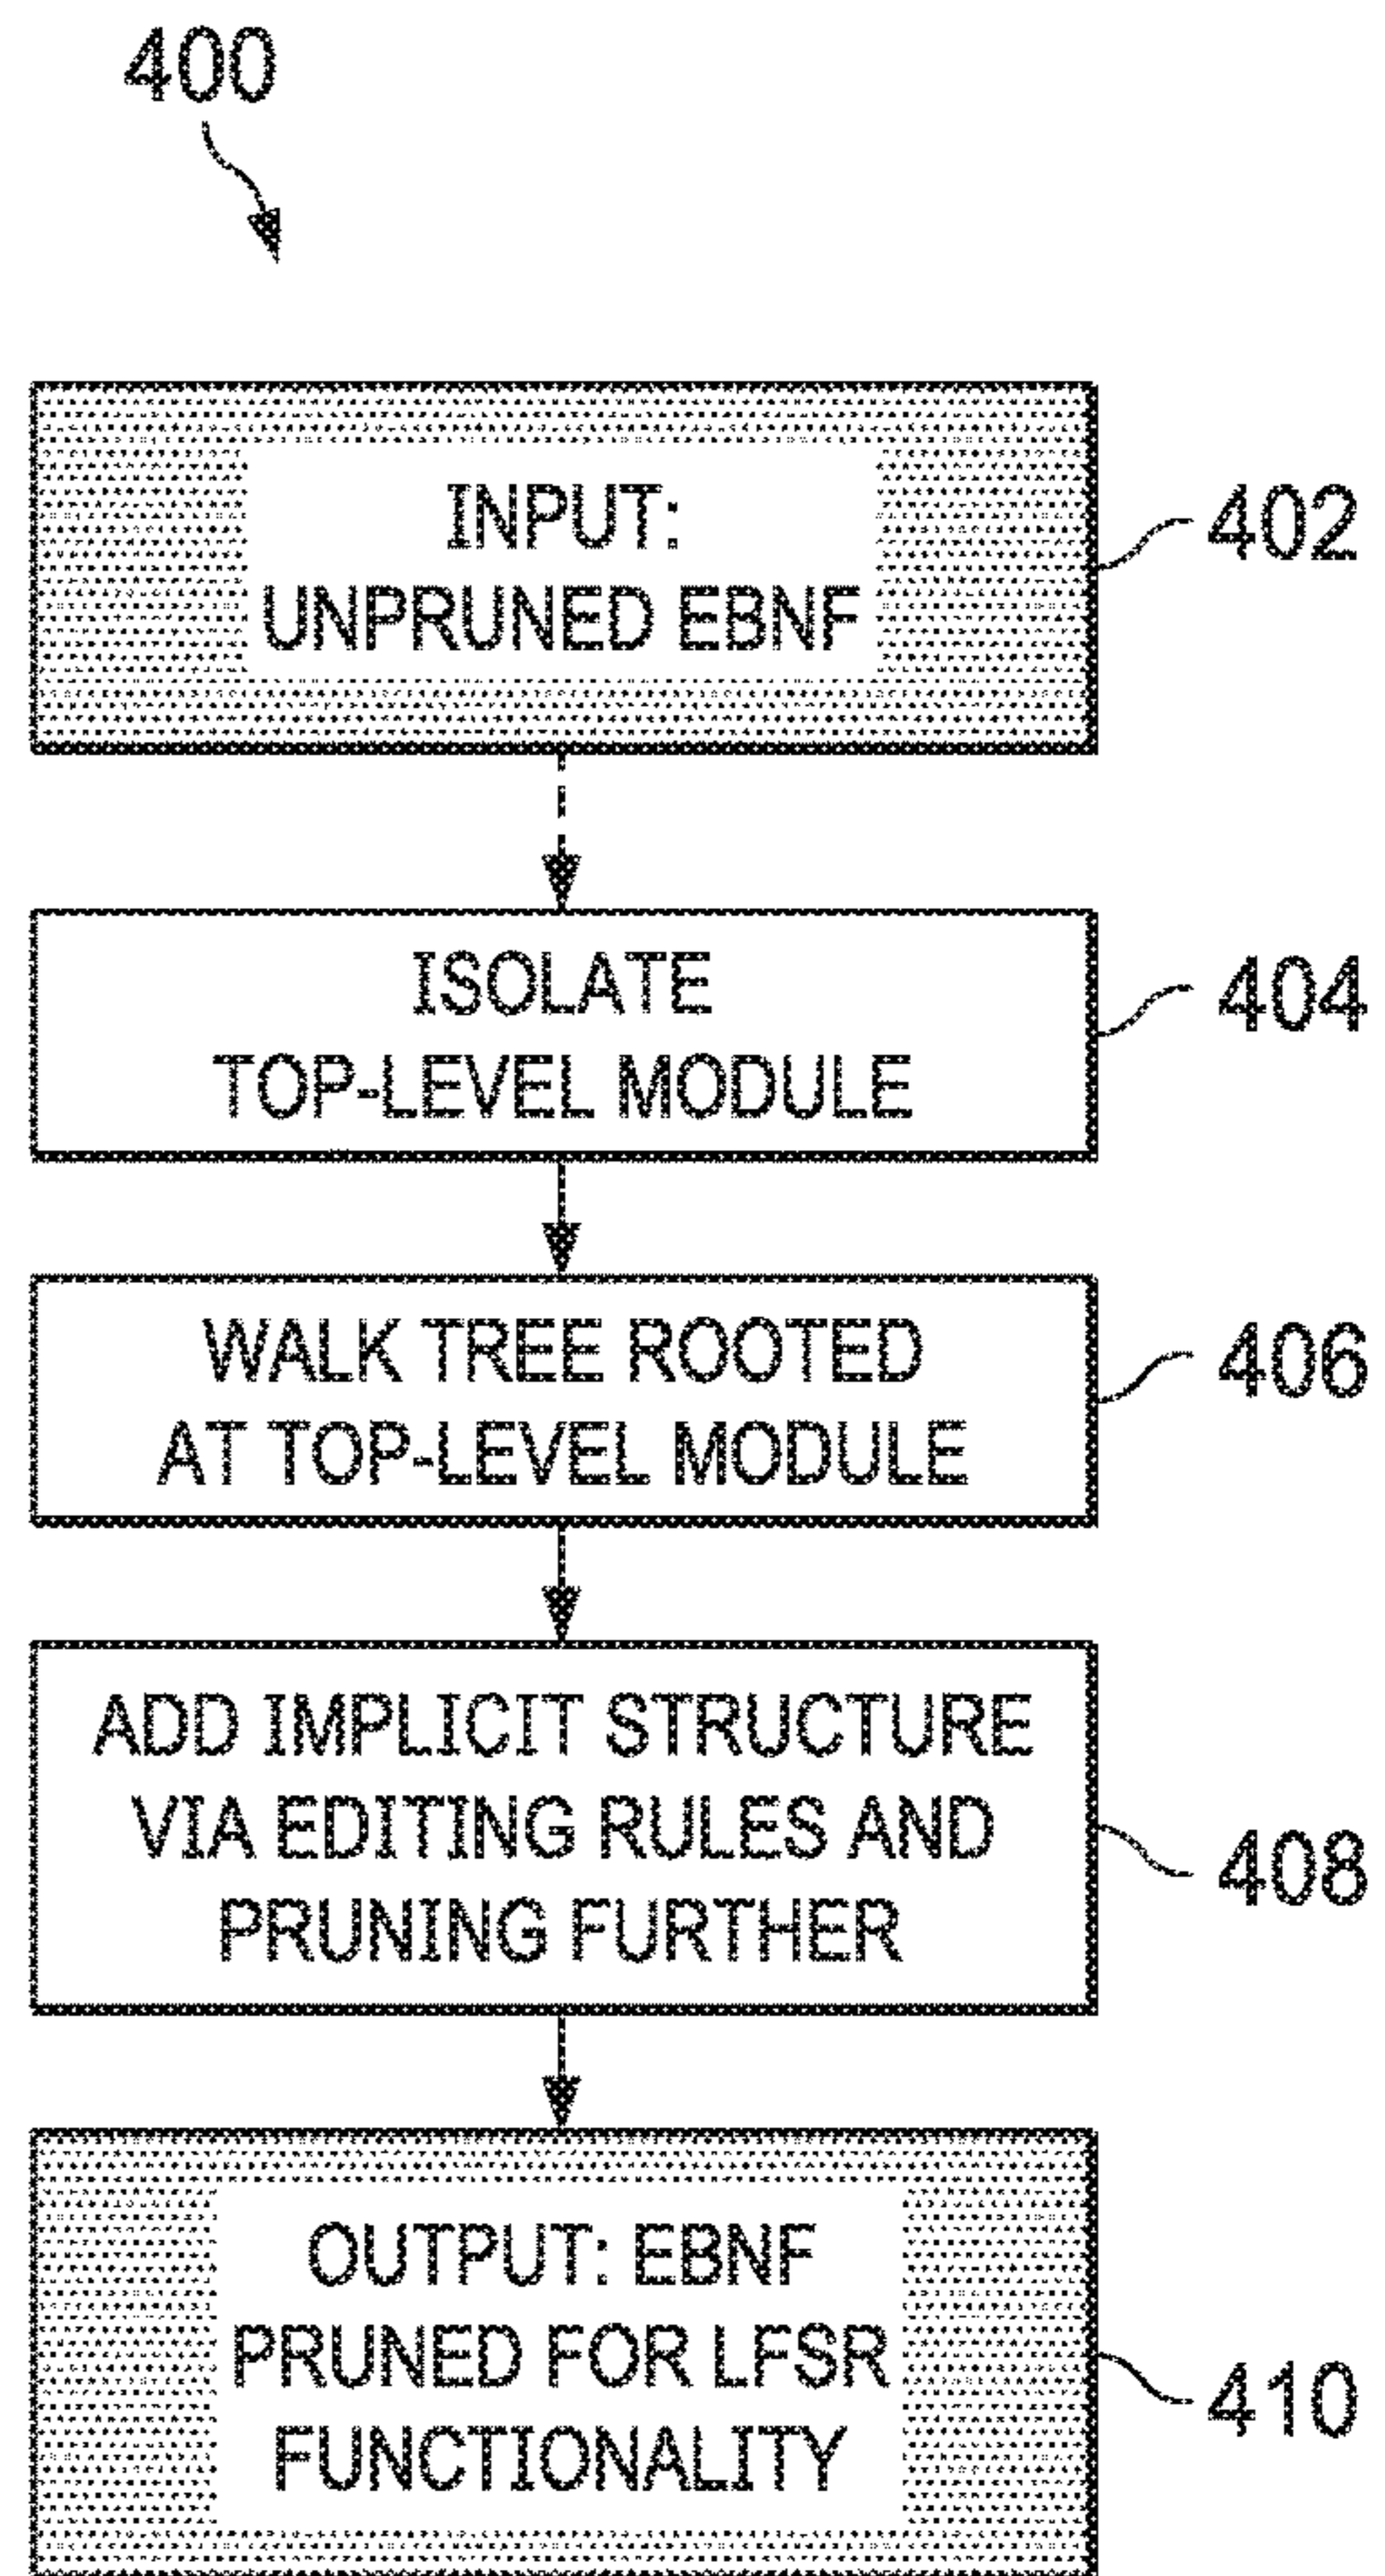 400
INPUT:
UNPRUNED EBNF
402
ISOLATE
TOP-LEVEL MODULE
404
WALK TREE ROOTED
AT TOP-LEVEL MODULE
406
ADD IMPLICIT STRUCTURE
VIA EDITING RULES AND
PRUNING FURTHER
408
OUTPUT: EBNF
PRUNED FOR LFSR
FUNCTIONALITY
410